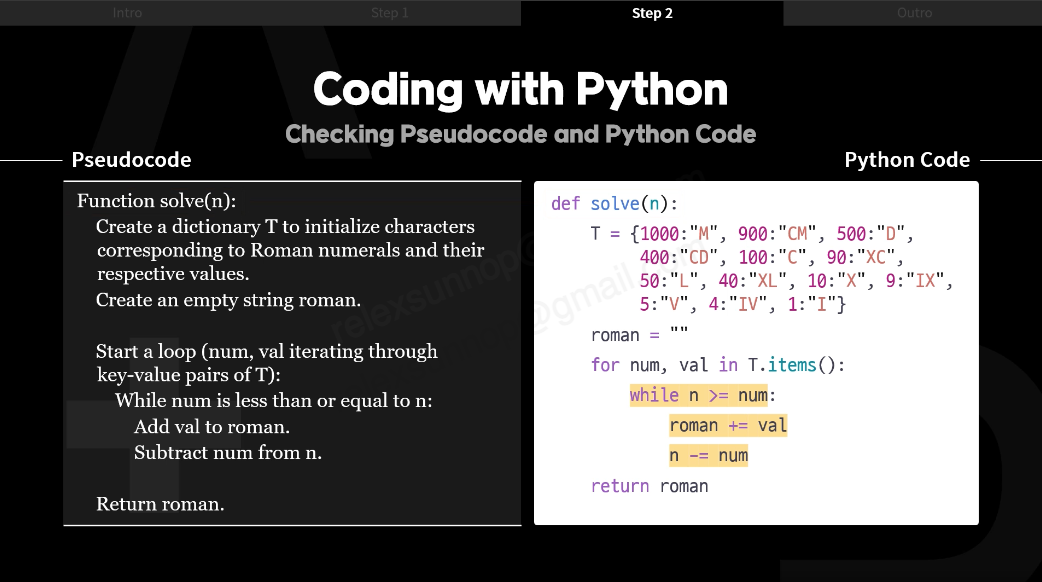 Intro
Step 1
Step 2
Outro
Coding with Python
Checking Pseudocode and Python Code
Pseudocode
Function solve(n):
Create a dictionary T to initialize characters
corresponding to Roman numerals and their
respective values.
Create an empty string roman.
Start a loop (num, val iterating through
key-value pairs of T):
While num is less than or equal to n:
Add val to roman.
Subtract num from n.
Return roman.
Python Code
def solve(n):
T = {1000:"M", 900:"CM", 500:"D",
400:"CD", 100:"C", 90:"XC",
50:"L", 40:"XL", 10:"X", 9:"IX",
5:"V", 4:"IV", 1:"I"}
roman = ""
for num, val in T.items():
while n >= num:
roman += val
n -= num
return roman